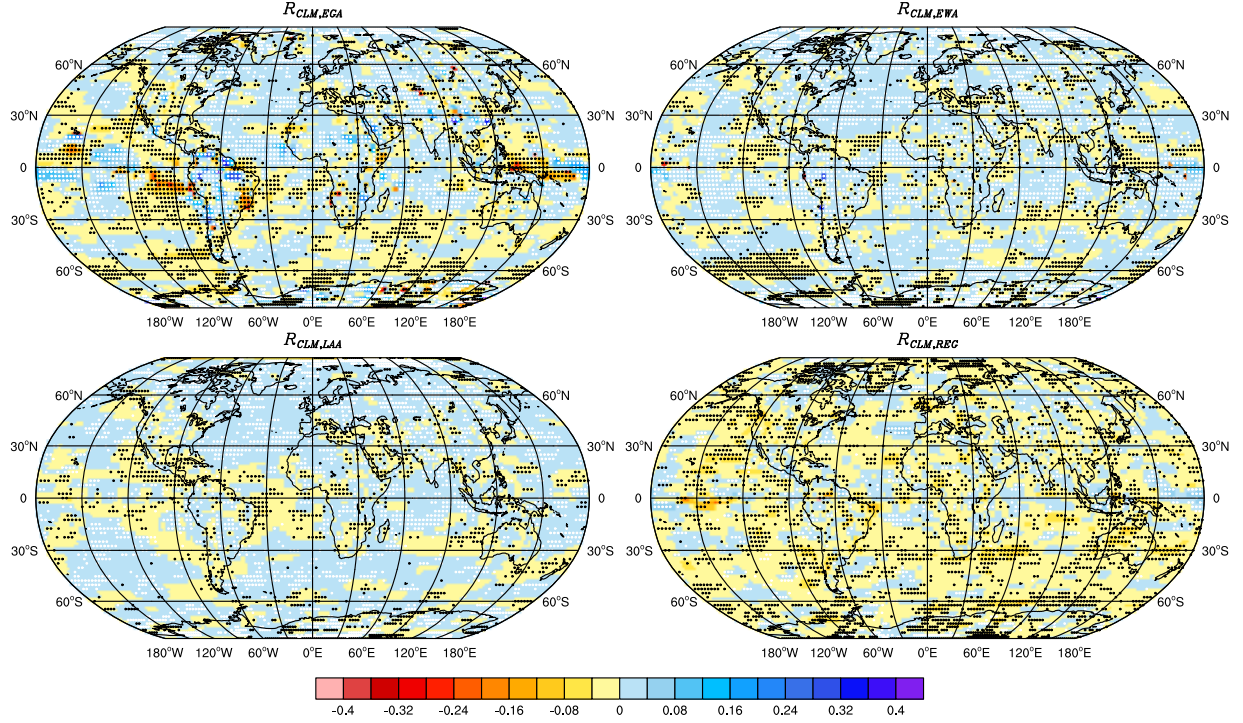 R_CLM,EGA R_CLM,EWA
60°N 60°N 60°N 60°N
30°N 30°N 30°N 30°N
0 0 0 0
30°S 30°S 30°S 30°S
60°S 60°S 60°S 60°S
180°W 120°W 60°W 0°E 60°E 120°E 180°E 180°W 120°W 60°W 0°E 60°E 120°E 180°E
R_CLM,LAA R_CLM,REG
60°N 60°N 60°N 60°N
30°N 30°N 30°N 30°N
0 0 0 0
30°S 30°S 30°S 30°S
60°S 60°S 60°S 60°S
180°W 120°W 60°W 0°E 60°E 120°E 180°E 180°W 120°W 60°W 0°E 60°E 120°E 180°E
-0.4 -0.32 -0.24 -0.16 -0.08 0 0.08 0.16 0.24 0.32 0.4